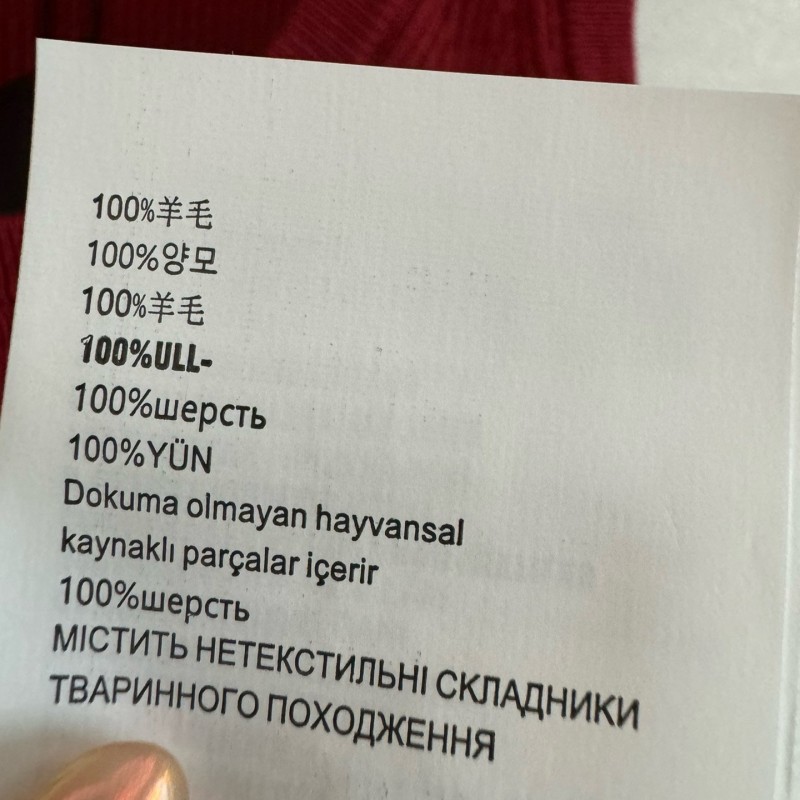 100%羊毛
100%양모
100%羊毛
100%ULL-
100%шерсть
100%YÜN
Dokuma olmayan hayvansal
kaynaklı parçalar içerir
100%шерсть
МІСТИТЬ НЕТЕКСТИЛЬНІ СКЛАДНИКИ
ТВАРИННОГО ПОХОДЖЕННЯ